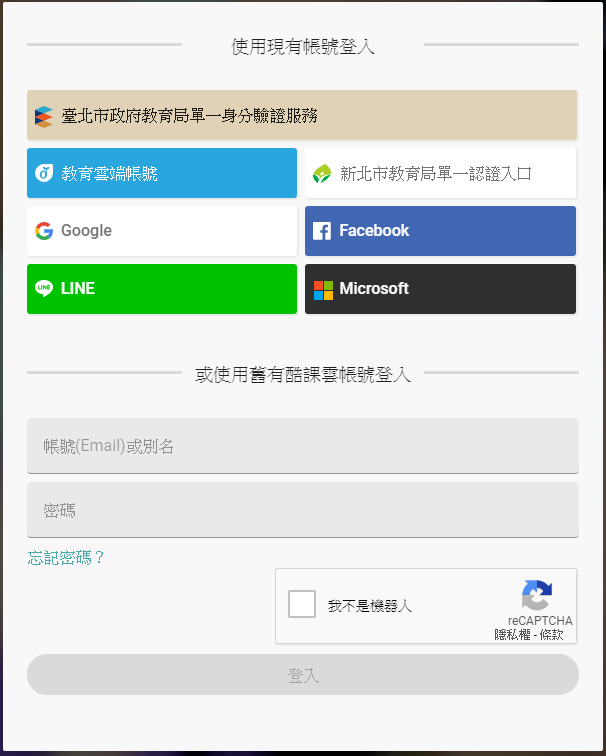 使用現有帳號登入
臺北市政府教育局單一身分驗證服務
教育雲端帳號
新北市教育局單一認證入口
Google
Facebook
LINE
Microsoft
或使用舊有酷課雲帳號登入
帳號(Email)或別名
密碼
忘記密碼？
我不是機器人
reCAPTCHA
隱私權 - 條款
登入